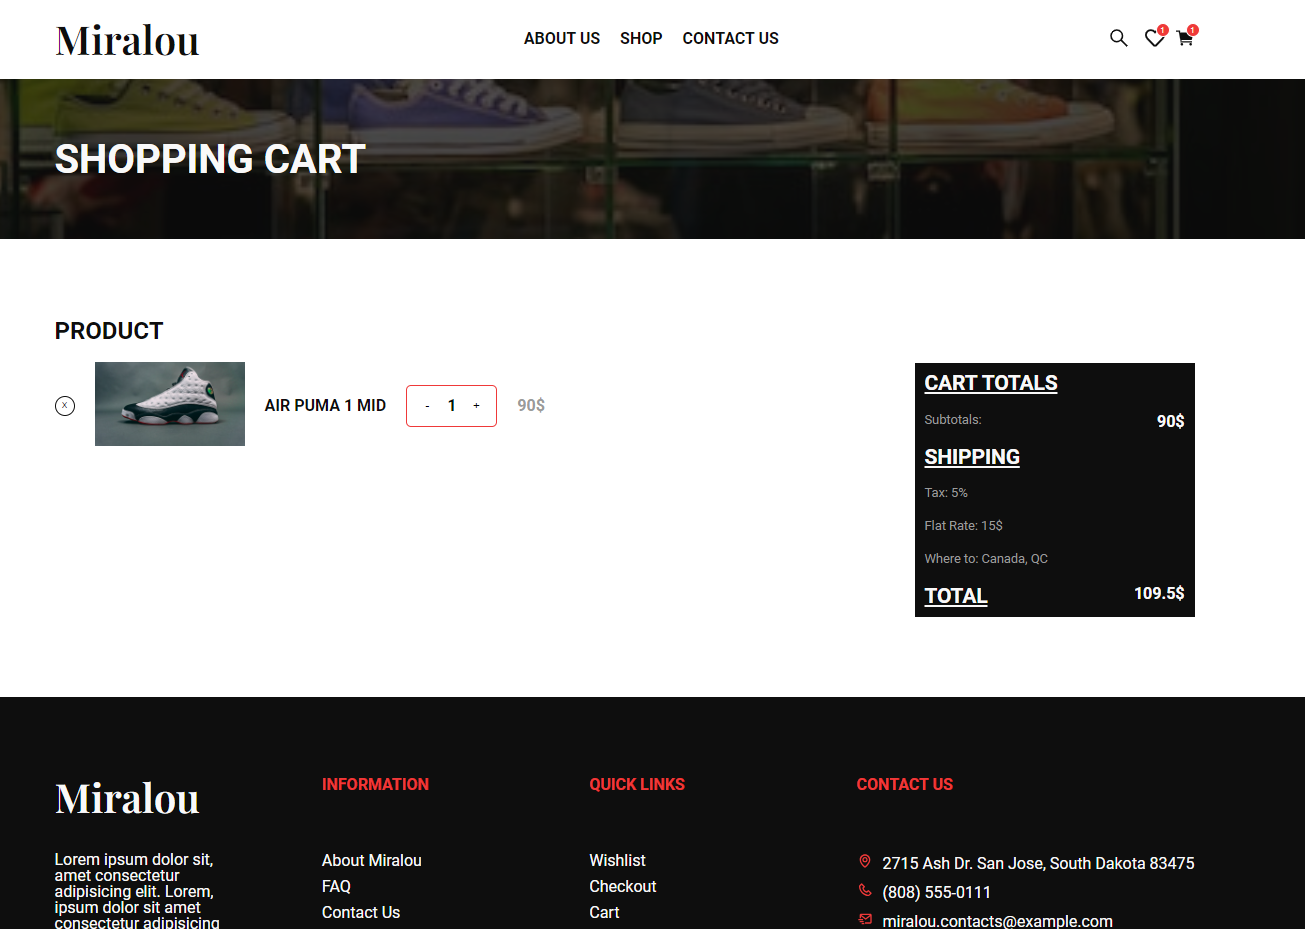 Miralou
ABOUT US SHOP CONTACT US
1 1
SHOPPING CART
PRODUCT
X
AIR PUMA 1 MID
- 1 +
90$
CART TOTALS
Subtotals: 90$
SHIPPING
Tax: 5%
Flat Rate: 15$
Where to: Canada, QC
TOTAL 109.5$
Miralou
Lorem ipsum dolor sit,
amet consectetur
adipisicing elit. Lorem,
ipsum dolor sit amet
consectetur adipisicing
INFORMATION
About Miralou
FAQ
Contact Us
QUICK LINKS
Wishlist
Checkout
Cart
CONTACT US
2715 Ash Dr. San Jose, South Dakota 83475
(808) 555-0111
miralou.contacts@example.com